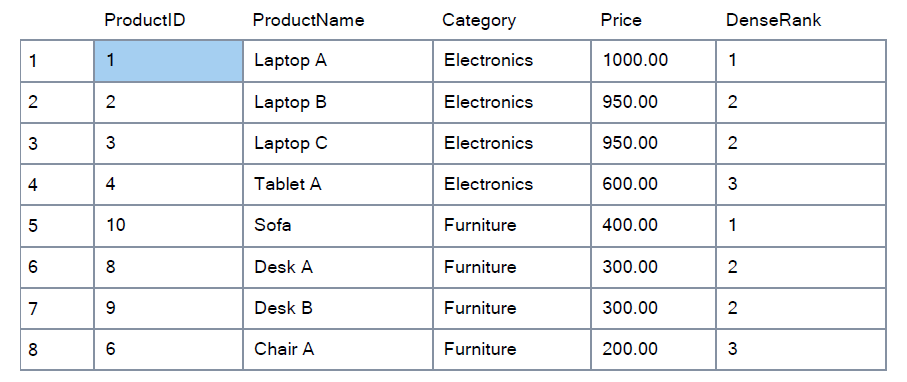 ProductID ProductName Category Price DenseRank
1 1 Laptop A Electronics 1000.00 1
2 2 Laptop B Electronics 950.00 2
3 3 Laptop C Electronics 950.00 2
4 4 Tablet A Electronics 600.00 3
5 10 Sofa Furniture 400.00 1
6 8 Desk A Furniture 300.00 2
7 9 Desk B Furniture 300.00 2
8 6 Chair A Furniture 200.00 3